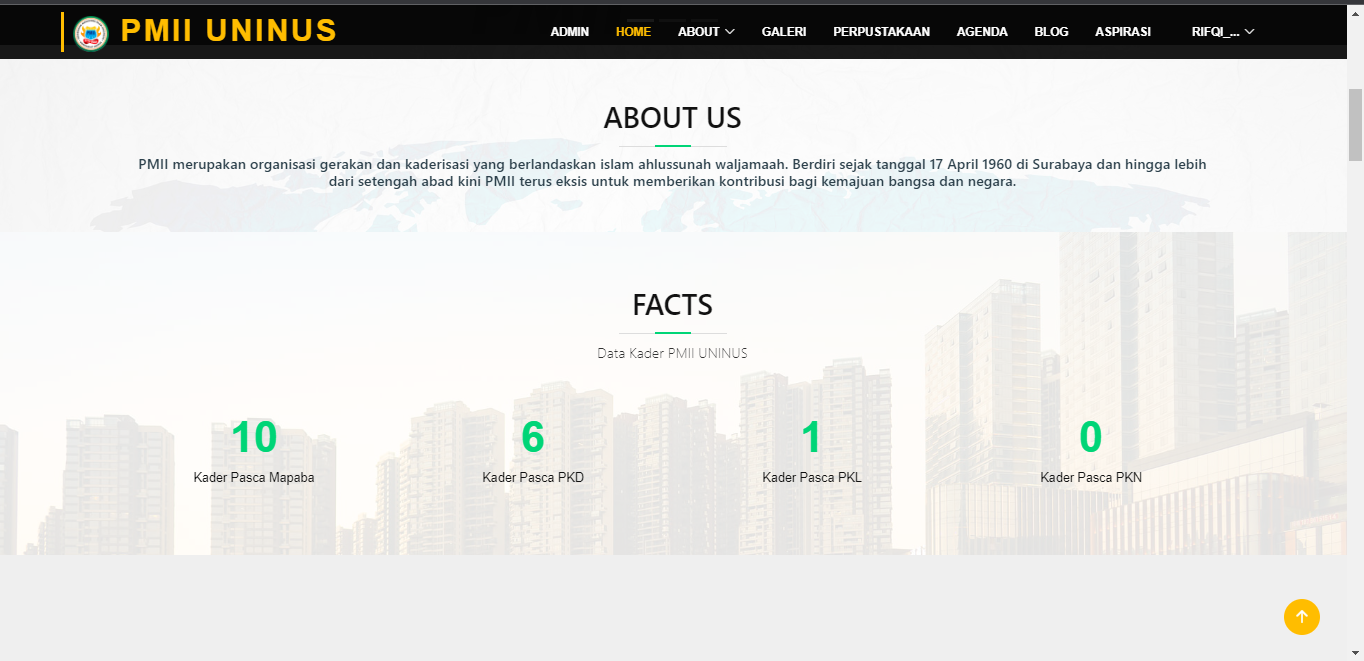 PMII UNINUS
ADMIN HOME ABOUT GALERI PERPUSTAKAAN AGENDA BLOG ASPIRASI RIFQI_...
ABOUT US
PMII merupakan organisasi gerakan dan kaderisasi yang berlandaskan islam ahlussunah waljamaah. Berdiri sejak tanggal 17 April 1960 di Surabaya dan hingga lebih
dari setengah abad kini PMII terus eksis untuk memberikan kontribusi bagi kemajuan bangsa dan negara.
FACTS
Data Kader PMII UNINUS
10 6 1 0
Kader Pasca Mapaba Kader Pasca PKD Kader Pasca PKL Kader Pasca PKN